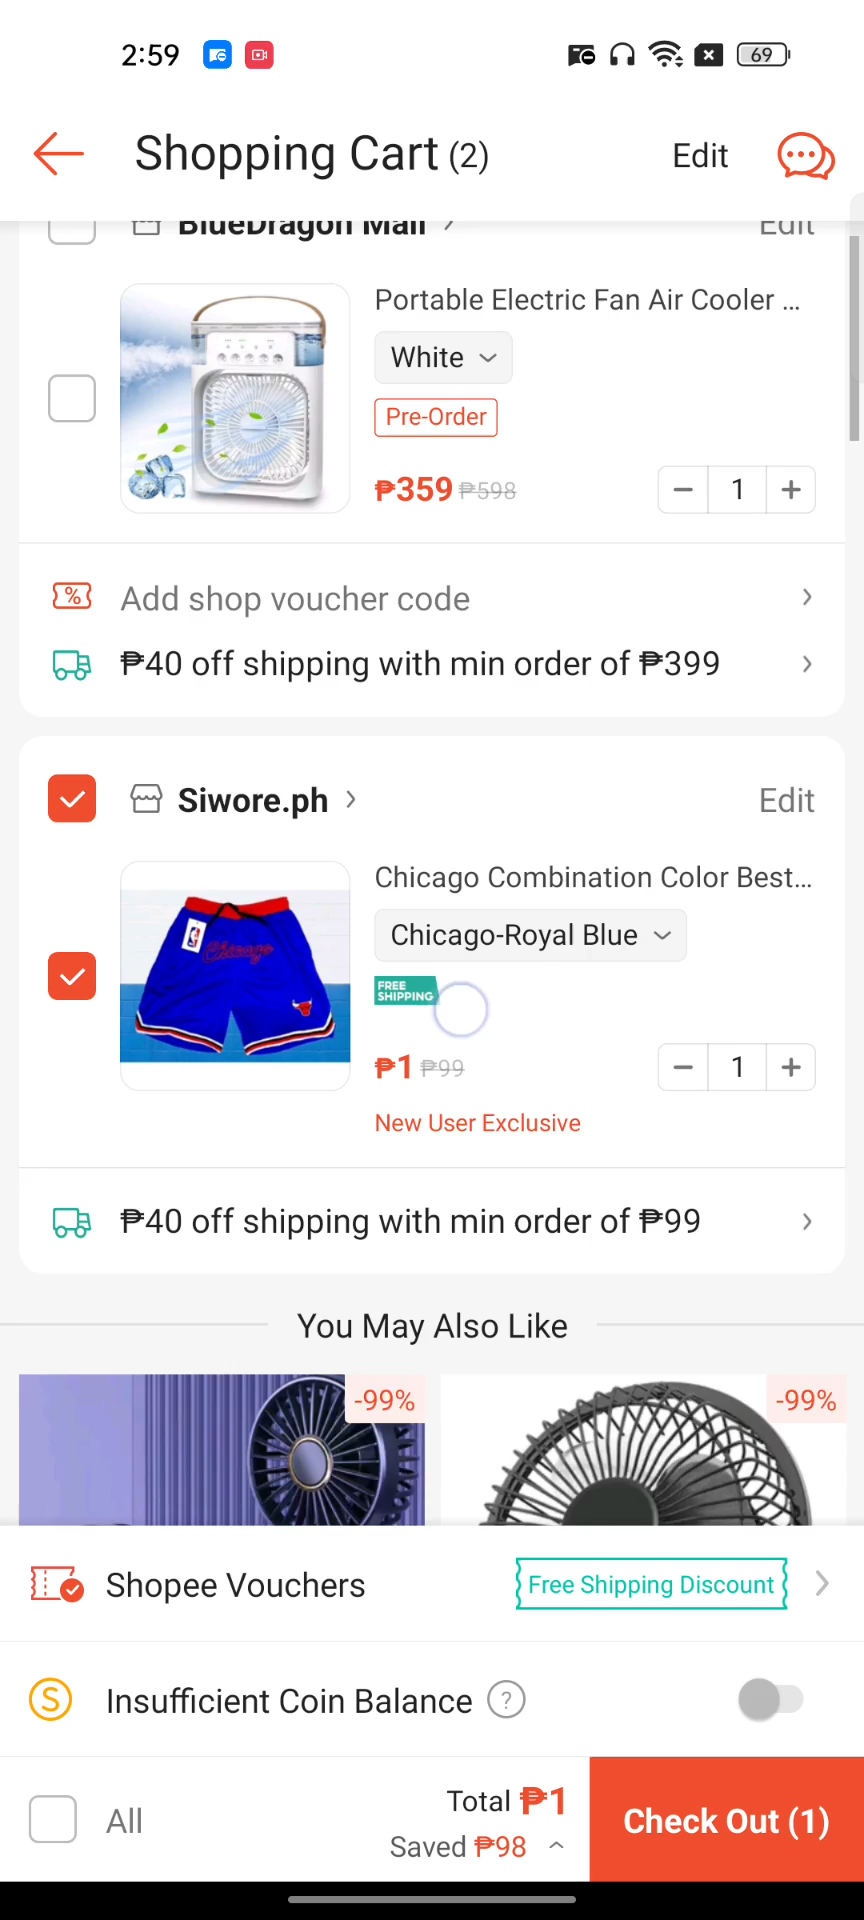 2:59
69
Shopping Cart (2)
Edit
BlueDragon Mall
Edit
Portable Electric Fan Air Cooler ...
White
Pre-Order
₱359 ₱598
1
Add shop voucher code
₱40 off shipping with min order of ₱399
Siwore.ph
Edit
Chicago Combination Color Best...
Chicago-Royal Blue
Chicago
FREE
SHIPPING
₱1 ₱99
1
New User Exclusive
₱40 off shipping with min order of ₱99
You May Also Like
-99%
-99%
Shopee Vouchers
Free Shipping Discount
Insufficient Coin Balance
All
Total ₱1
Saved ₱98
Check Out (1)